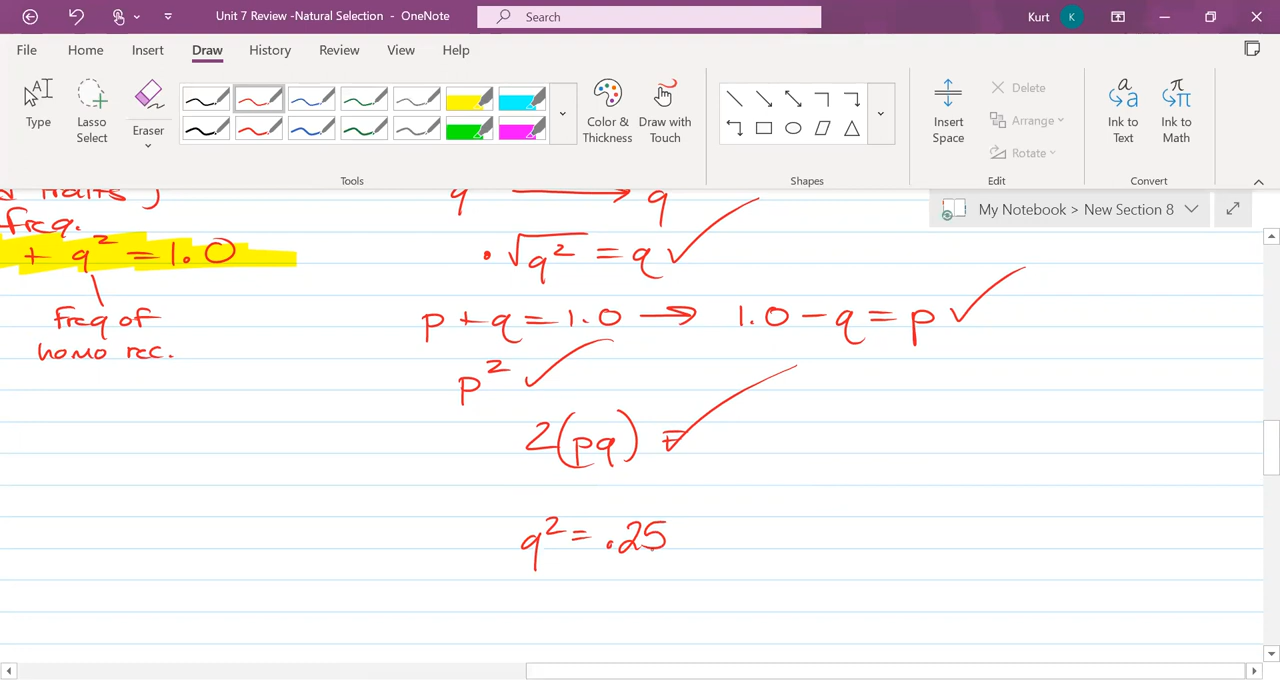 Unit 7 Review -Natural Selection - OneNote
Search
Kurt K
File Home Insert Draw History Review View Help
Type
Lasso Select
Eraser
Color & Thickness
Draw with Touch
Insert Space
Delete
Arrange
Rotate
Ink to Text
Ink to Math
Tools
Shapes
Edit
Convert
My Notebook > New Section 8
traits)
q → q
freq.
+ q² = 1.0
• √q² = q ✓
Freq of
homo rec.
p + q = 1.0 → 1.0 - q = p ✓
p² ✓
2(pq) = ✓
q² = .25